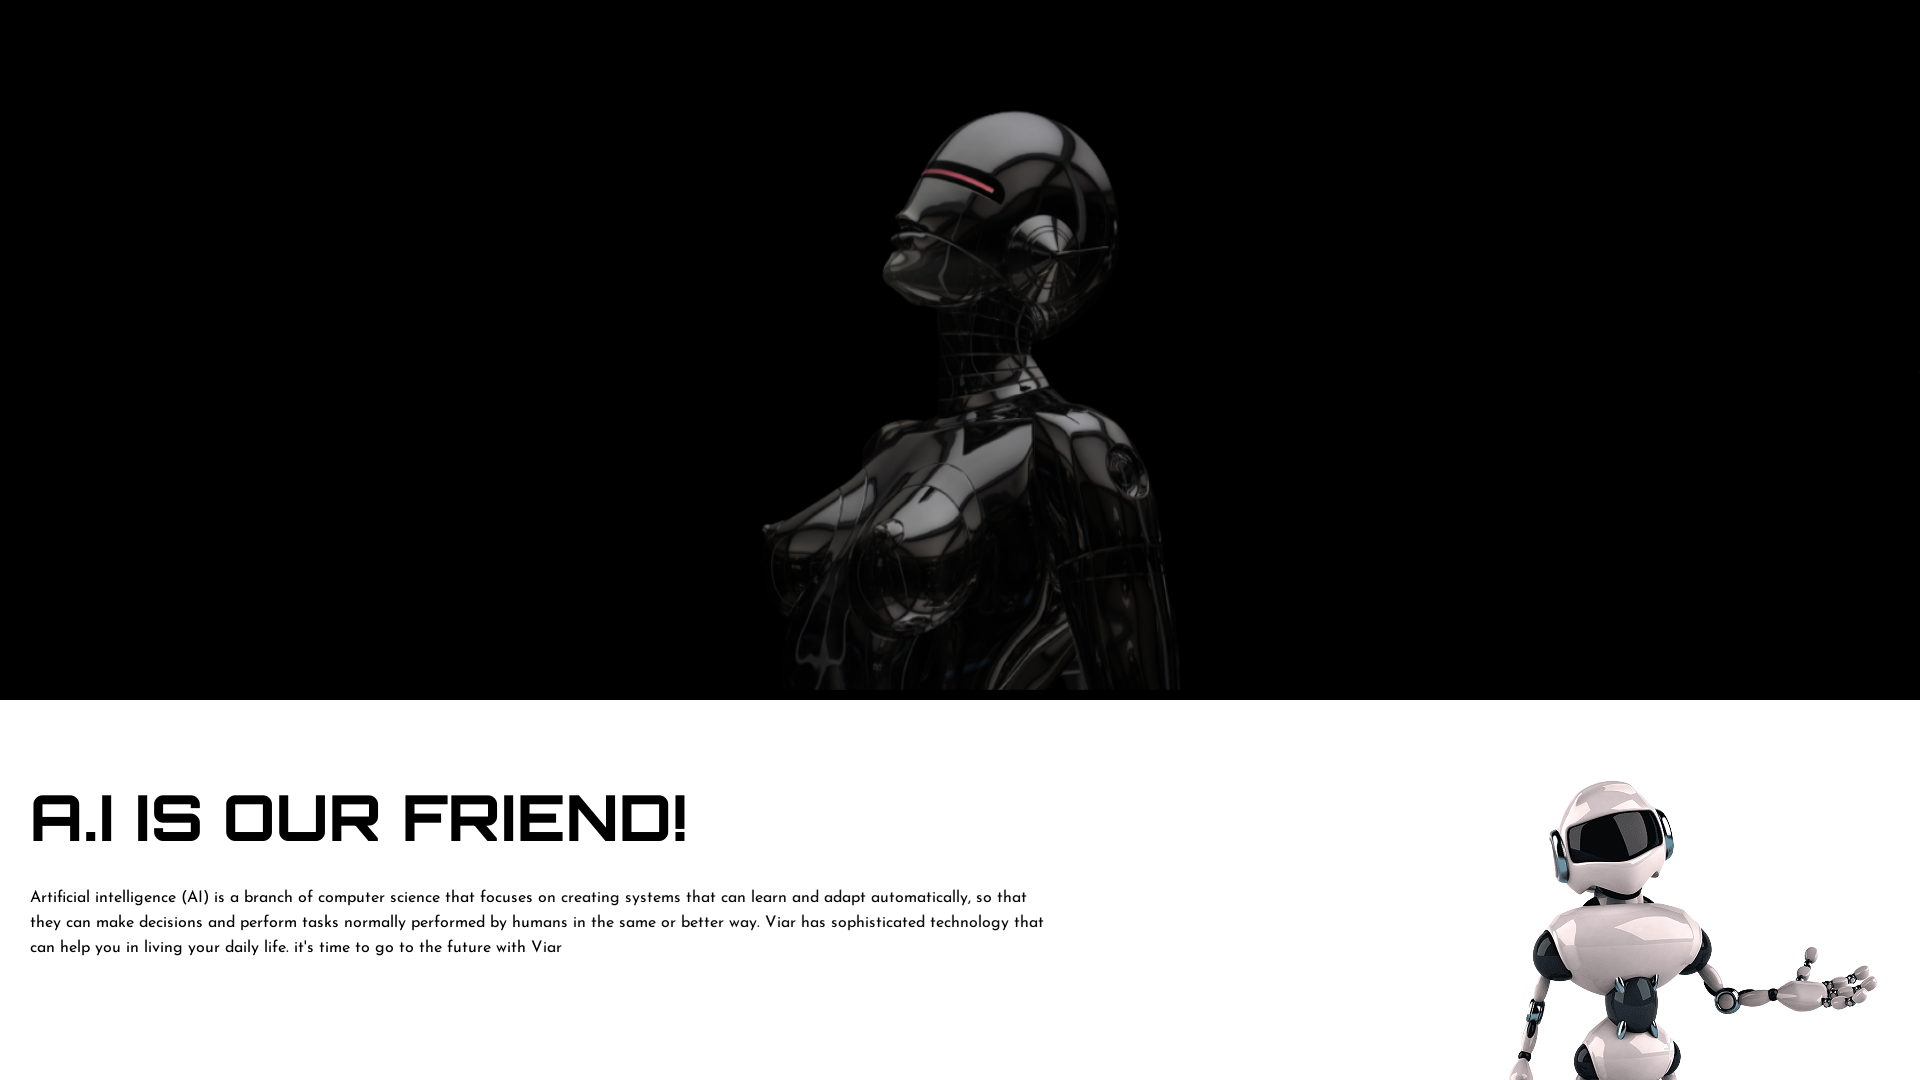 A.I IS OUR FRIEND!
Artificial intelligence (AI) is a branch of computer science that focuses on creating systems that can learn and adapt automatically, so that
they can make decisions and perform tasks normally performed by humans in the same or better way. Viar has sophisticated technology that
can help you in living your daily life. it's time to go to the future with Viar